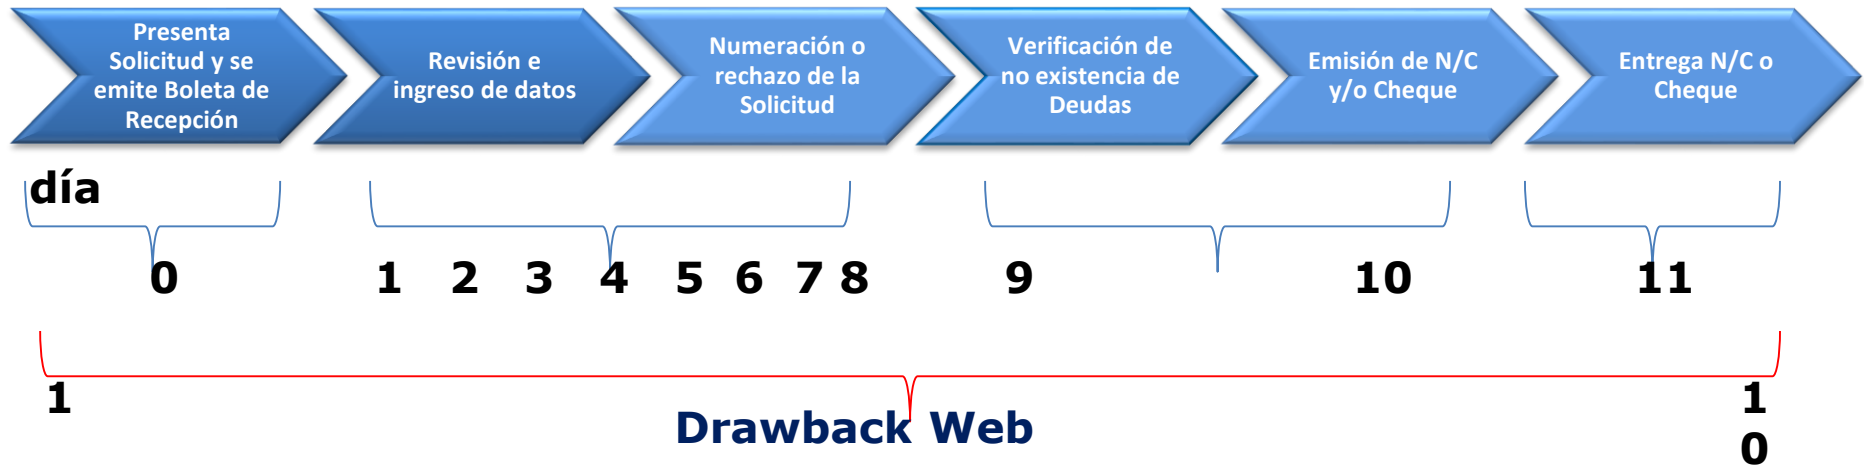 Presenta
Solicitud y se
emite Boleta de
Recepción
Revisión e
ingreso de datos
Numeración o
rechazo de la
Solicitud
Verificación de
no existencia de
Deudas
Emisión de N/C
y/o Cheque
Entrega N/C o
Cheque
día
0 1 2 3 4 5 6 7 8 9 10 11
1
1
0
Drawback Web